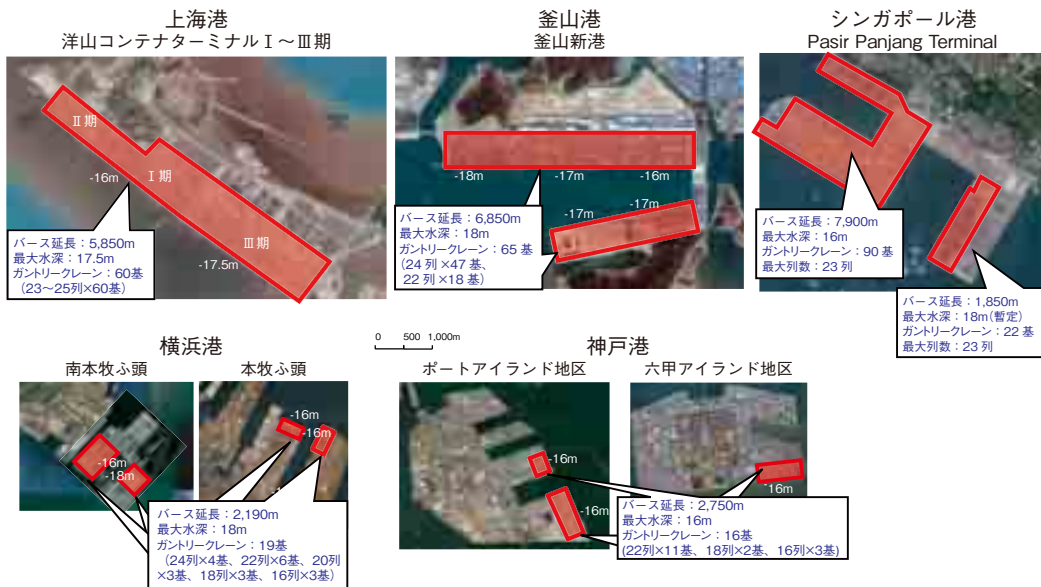 上海港
洋山コンテナターミナルⅠ～Ⅲ期
Ⅱ期
Ⅰ期
Ⅲ期
-16m
-17.5m
バース延長：5,850m
最大水深：17.5m
ガントリークレーン：60基
（23～25列×60基）
釜山港
釜山新港
-18m
-17m
-16m
-17m
-17m
バース延長：6,850m
最大水深：18m
ガントリークレーン：65基
（24列×47基、
22列×18基）
シンガポール港
Pasir Panjang Terminal
バース延長：7,900m
最大水深：16m
ガントリークレーン：90基
最大列数：23列
バース延長：1,850m
最大水深：18m（暫定）
ガントリークレーン：22基
最大列数：23列
0 500 1,000m
横浜港
南本牧ふ頭
本牧ふ頭
-16m
-18m
-16m
-16m
バース延長：2,190m
最大水深：18m
ガントリークレーン：19基
（24列×4基、22列×6基、20列
×3基、18列×3基、16列×3基）
神戸港
ポートアイランド地区
六甲アイランド地区
-16m
-16m
-16m
バース延長：2,750m
最大水深：16m
ガントリークレーン：16基
(22列×11基、18列×2基、16列×3基)